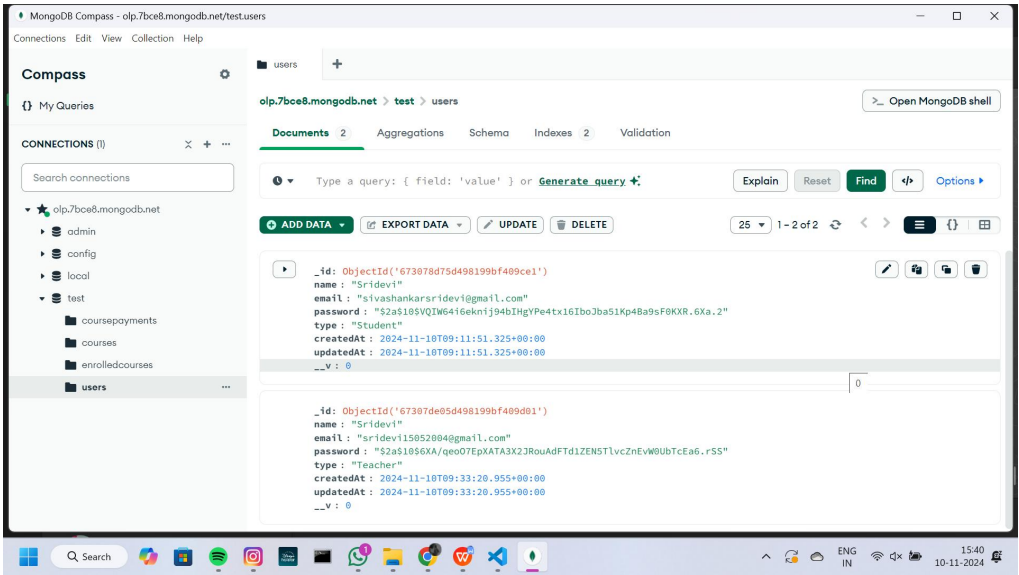 MongoDB Compass - olp.7bce8.mongodb.net/test.users
Connections Edit View Collection Help
Compass
{} My Queries
CONNECTIONS (1)
Search connections
olp.7bce8.mongodb.net
admin
config
local
test
coursepayments
courses
enrolledcourses
users
users
olp.7bce8.mongodb.net > test > users
>_ Open MongoDB shell
Documents 2 Aggregations Schema Indexes 2 Validation
Type a query: { field: 'value' } or Generate query
Explain Reset Find </> Options
ADD DATA EXPORT DATA UPDATE DELETE
25 1 – 2 of 2 {}
_id: ObjectId('673078d75d498199bf409ce1')
name : "Sridevi"
email : "sivashankarsridevi@gmail.com"
password : "$2a$10$VQIW64i6eknij94bIHgYPe4tx16IboJba51Kp4Ba9sF0KXR.6Xa.2"
type : "Student"
createdAt : 2024-11-10T09:11:51.325+00:00
updatedAt : 2024-11-10T09:11:51.325+00:00
__v : 0
0
_id: ObjectId('67307de05d498199bf409d01')
name : "Sridevi"
email : "sridevi15052004@gmail.com"
password : "$2a$10$6XA/qeoO7EpXATA3X2JRouAdFTd1ZEN5TlvcZnEvW0UbTcEa6.rSS"
type : "Teacher"
createdAt : 2024-11-10T09:33:20.955+00:00
updatedAt : 2024-11-10T09:33:20.955+00:00
__v : 0
Search
ENG
IN
15:40
10-11-2024